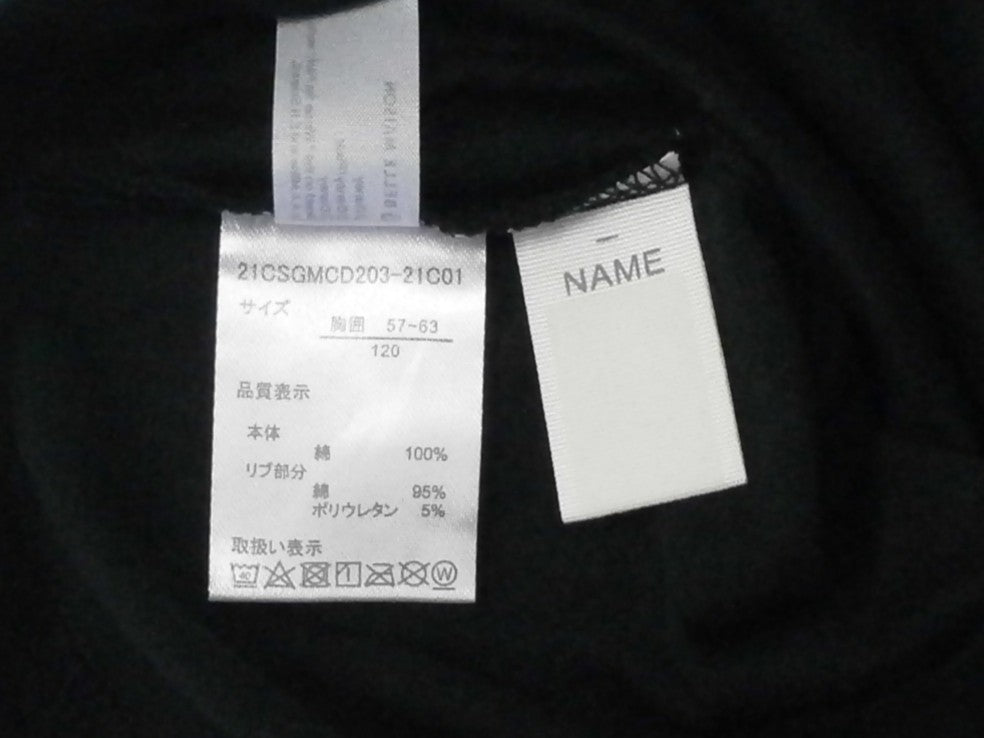 21CSGMCD203-21C01
サイズ
胸囲 57~63
120
品質表示
本体
綿 100%
リブ部分
綿 95%
ポリウレタン 5%
取扱い表示
40
W
NAME